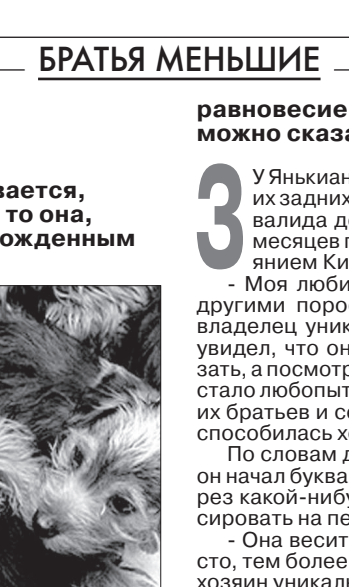 БРАТЬЯ МЕНЬШИЕ
вается,
то она,
ожденным
равновесие
можно сказа
3
У Янькиан
их задних
валида до
месяцев п
янием Ки
- Моя люби
другими поро
владелец уник
увидел, что он
зать, а посмотр
стало любопыт
их братьев и се
способилась х
По словам д
он начал буква
рез какой-нибу
сировать на пе
- Она весит
сто, тем более
хозяин уникаль